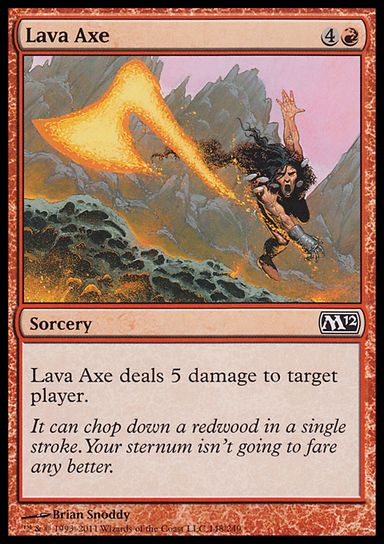 Lava Axe 4
Sorcery M12
Lava Axe deals 5 damage to target
player.
It can chop down a redwood in a single
stroke. Your sternum isn't going to fare
any better.
Brian Snoddy
™ & © 1993–2011 Wizards of the Coast LLC 148/249